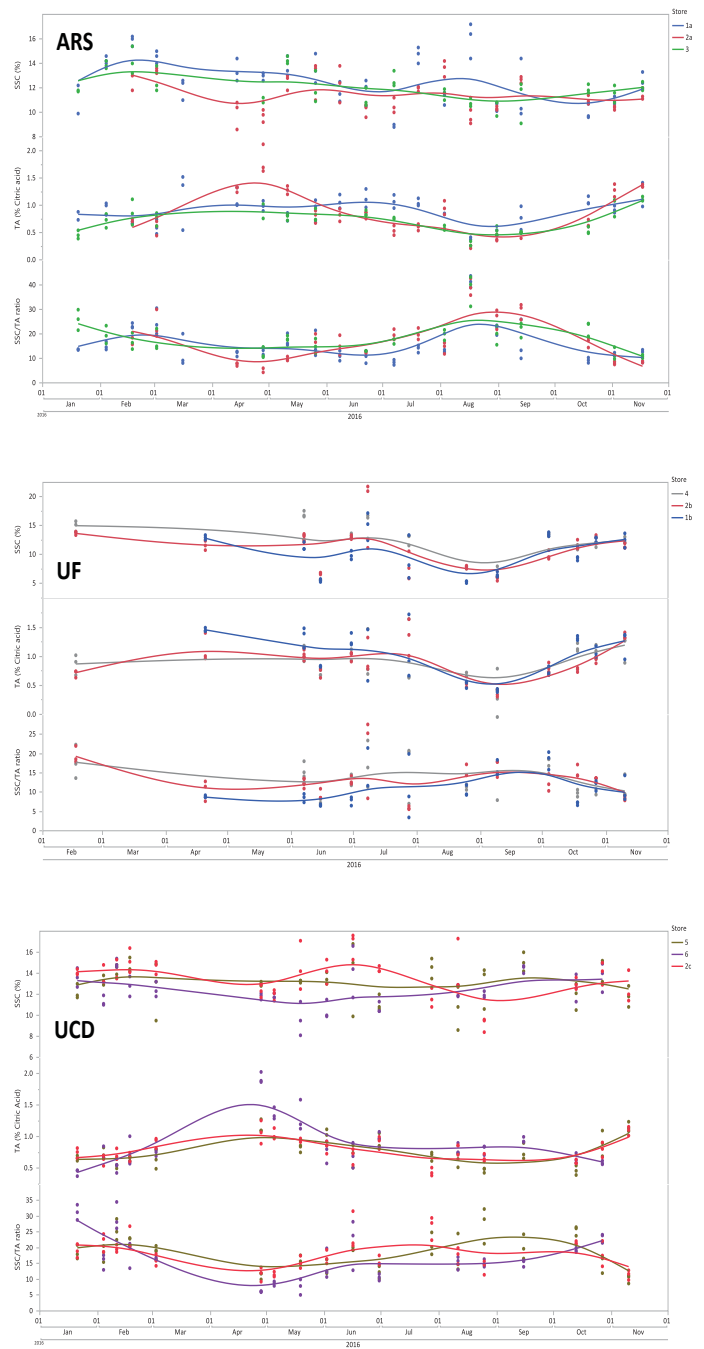 Store
1a
2a
3
ARS
SSC (%)
16
14
12
10
8
TA (% Citric acid)
2.0
1.5
1.0
0.5
0.0
SSC/TA ratio
40
30
20
10
0
01 01 01 01 01 01 01 01 01 01 01 01
Jan Feb Mar Apr May Jun Jul Aug Sep Oct Nov
2016 2016
Store
4
2b
1b
UF
SSC (%)
20
15
10
5
TA (% Citric acid)
1.5
1.0
0.5
0.0
SSC/TA ratio
25
20
15
10
5
0
01 01 01 01 01 01 01 01 01 01 01
Feb Mar Apr May Jun Jul Aug Sep Oct Nov
2016
Store
5
6
2c
UCD
SSC (%)
16
14
12
10
8
6
TA (% Citric Acid)
2.0
1.5
1.0
0.5
SSC/TA ratio
35
30
25
20
15
10
5
0
01 01 01 01 01 01 01 01 01 01 01 01
Jan Feb Mar Apr May Jun Jul Aug Sep Oct Nov
2016 2016